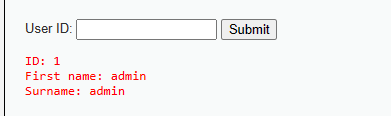 User ID: Submit
ID: 1
First name: admin
Surname: admin